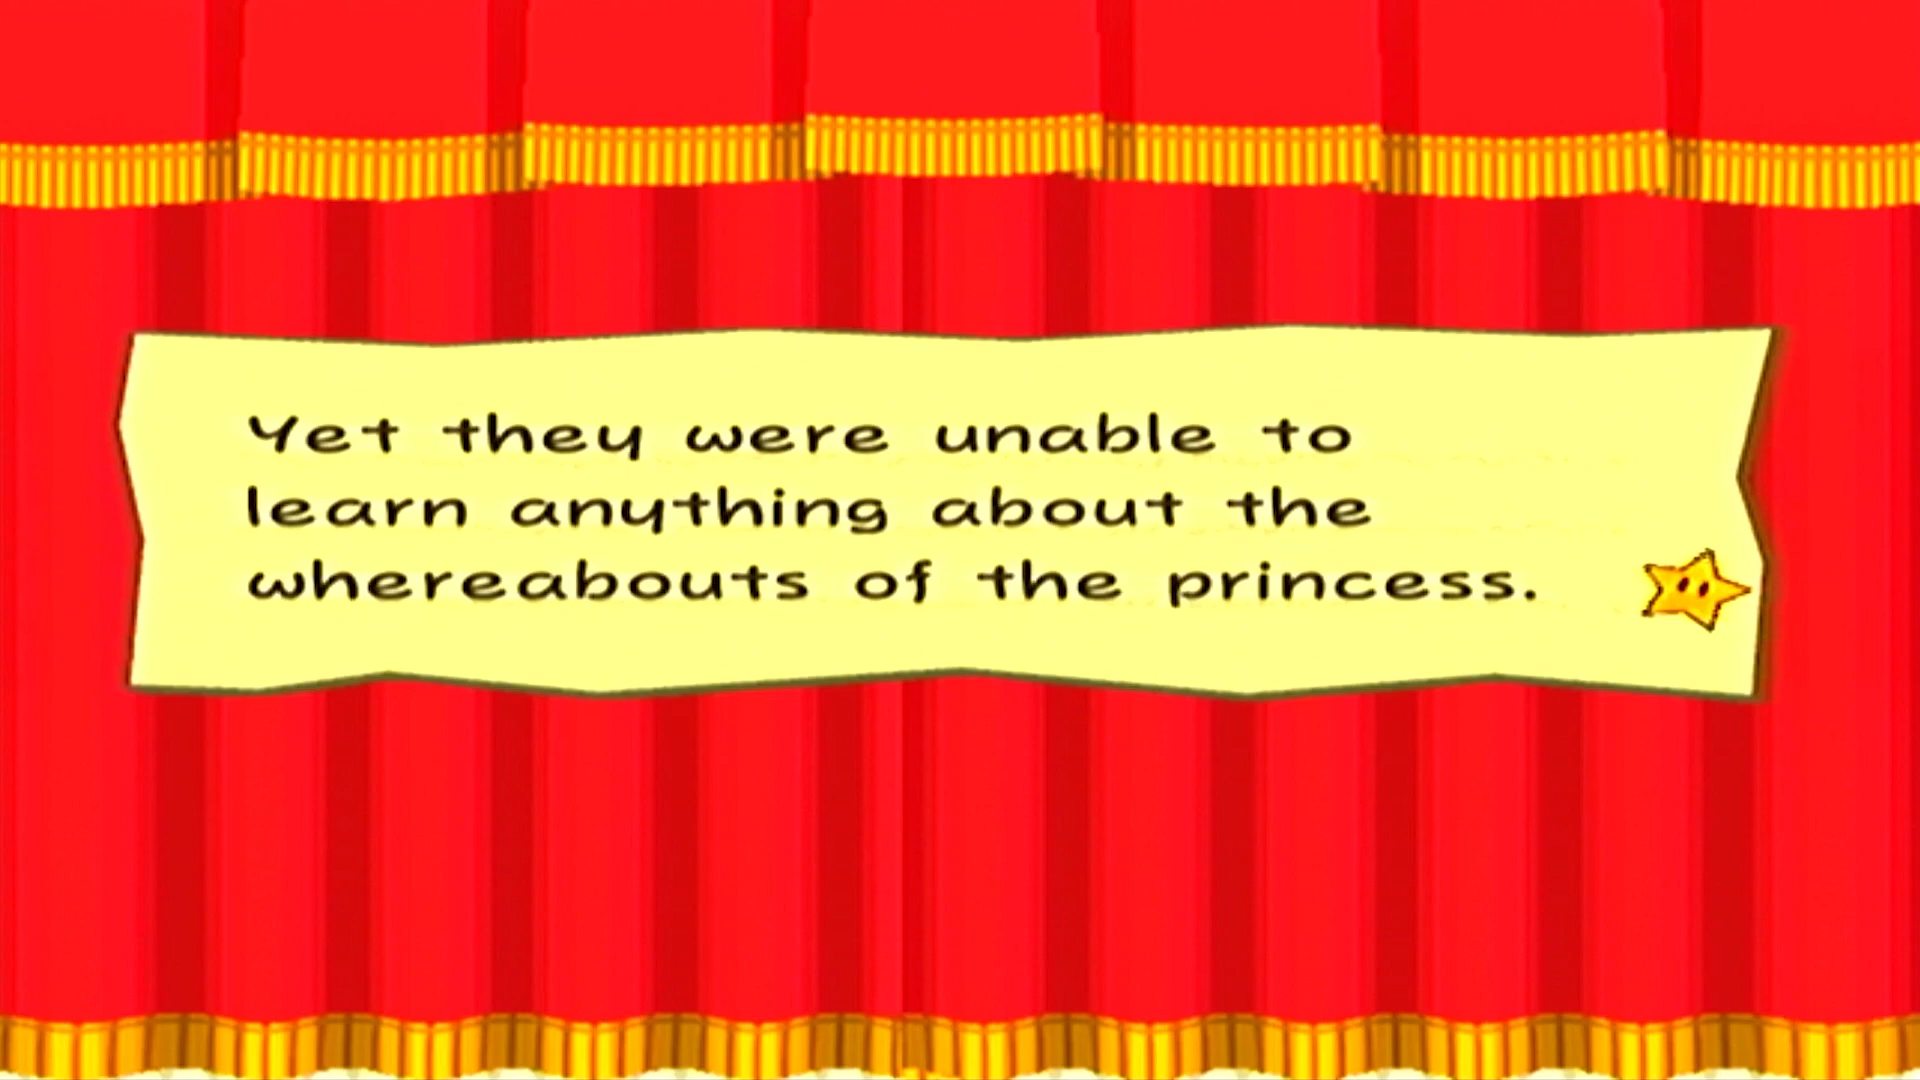 Yet they were unable to
learn anything about the
whereabouts of the princess.